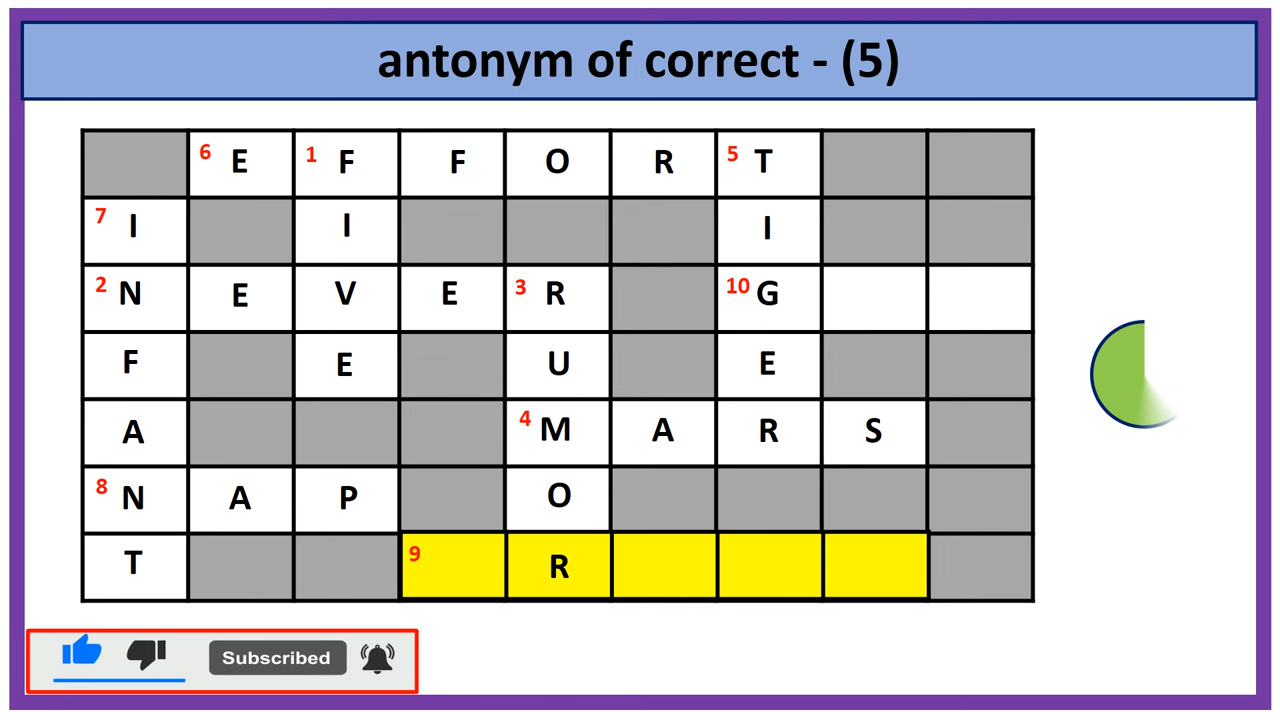 antonym of correct - (5)
6 E 1 F F O R 5 T
7 I I I
2 N E V E 3 R 10 G
F E U E
A 4 M A R S
8 N A P O
T 9 R
Subscribed